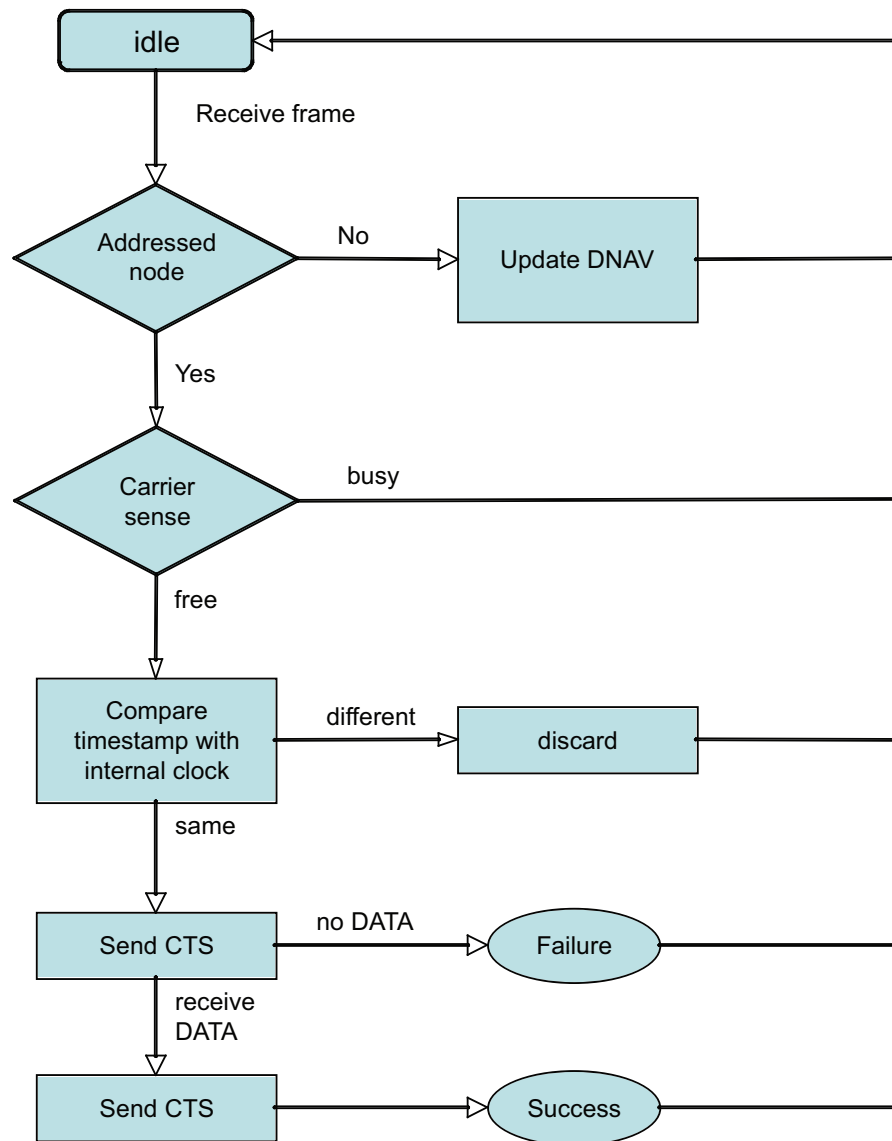 idle
Receive frame
Addressed
node
No
Update DNAV
Yes
Carrier
sense
busy
free
Compare
timestamp with
internal clock
different
discard
same
Send CTS
no DATA
Failure
receive
DATA
Send CTS
Success